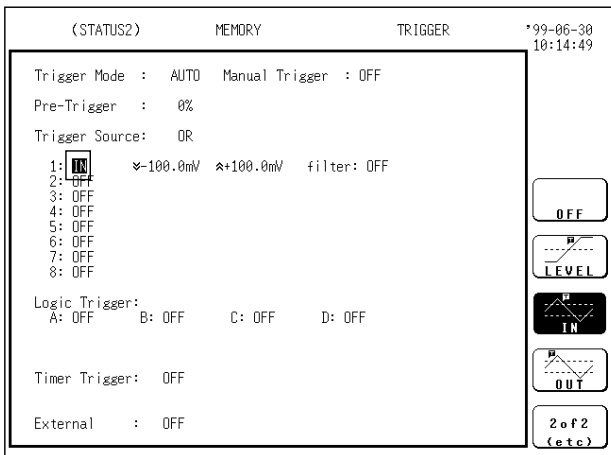 (STATUS2) MEMORY TRIGGER '99-06-30
10:14:49
Trigger Mode : AUTO Manual Trigger : OFF
Pre-Trigger : 0%
Trigger Source: OR
1: IN ⌄-100.0mV ⌃+100.0mV filter: OFF
2: OFF
3: OFF
4: OFF
5: OFF
6: OFF
7: OFF
8: OFF
Logic Trigger:
A: OFF B: OFF C: OFF D: OFF
Timer Trigger: OFF
External : OFF
OFF
T
LEVEL
T
IN
T
OUT
2 of 2
(etc)